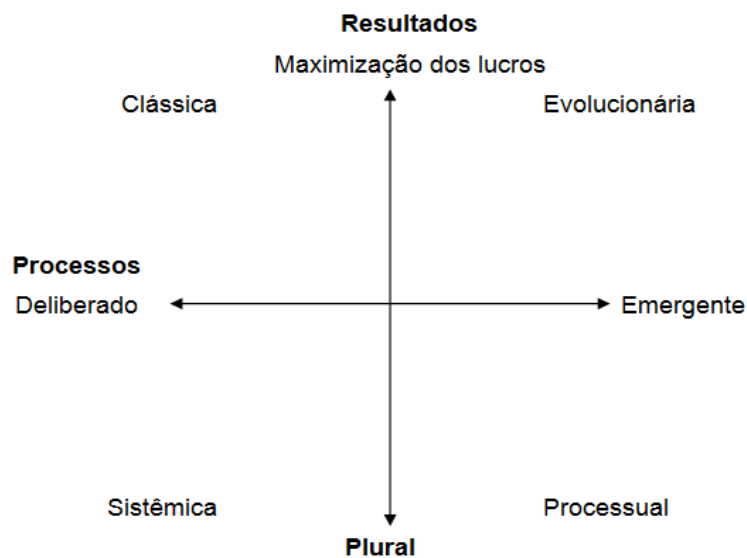 Resultados
Maximização dos lucros
Clássica
Evolucionária
Processos
Deliberado
Emergente
Sistêmica
Processual
Plural